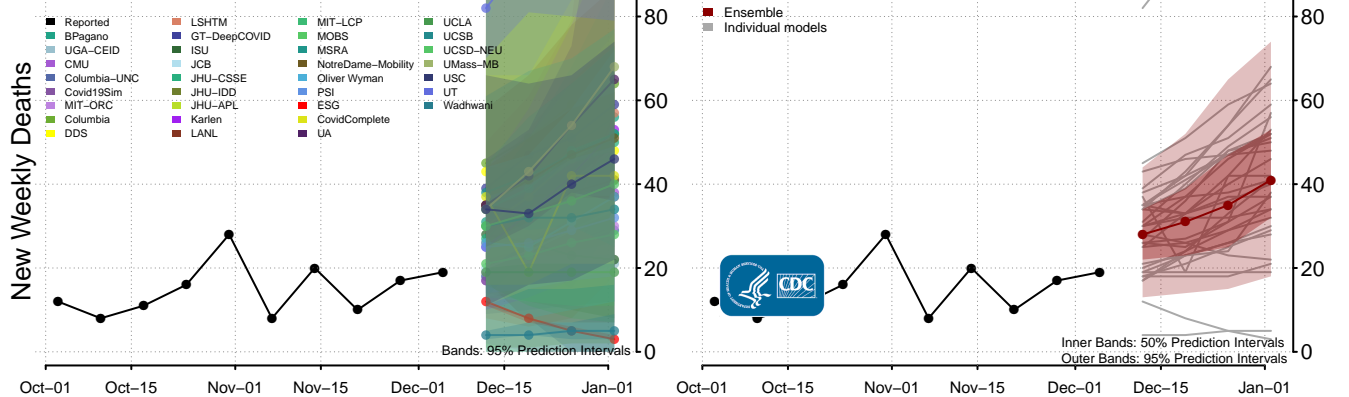 New Weekly Deaths
Reported
BPagano
UGA−CEID
CMU
Columbia−UNC
Covid19Sim
MIT−ORC
Columbia
DDS
LSHTM
GT−DeepCOVID
ISU
JCB
JHU−CSSE
JHU−IDD
JHU−APL
Karlen
LANL
MIT−LCP
MOBS
MSRA
NotreDame−Mobility
Oliver Wyman
PSI
ESG
CovidComplete
UA
UCLA
UCSB
UCSD−NEU
UMass−MB
USC
UT
Wadhwani
80
60
40
20
0
Bands: 95% Prediction Intervals
Oct−01 Oct−15 Nov−01 Nov−15 Dec−01 Dec−15 Jan−01
Ensemble
Individual models
CDC
80
60
40
20
0
Inner Bands: 50% Prediction Intervals
Outer Bands: 95% Prediction Intervals
Oct−01 Oct−15 Nov−01 Nov−15 Dec−01 Dec−15 Jan−01